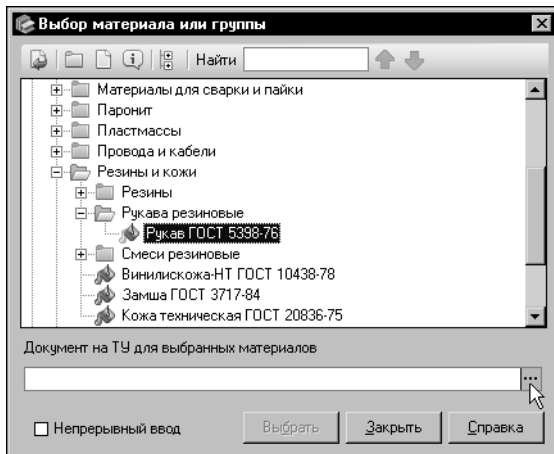 Выбор материала или группы
Найти
Материалы для сварки и пайки
Паронит
Пластмассы
Провода и кабели
Резины и кожи
Резины
Рукава резиновые
Рукав ГОСТ 5398-76
Смеси резиновые
Винилискожа-НТ ГОСТ 10438-78
Замша ГОСТ 3717-84
Кожа техническая ГОСТ 20836-75
Документ на ТУ для выбранных материалов
...
Непрерывный ввод Выбрать Закрыть Справка